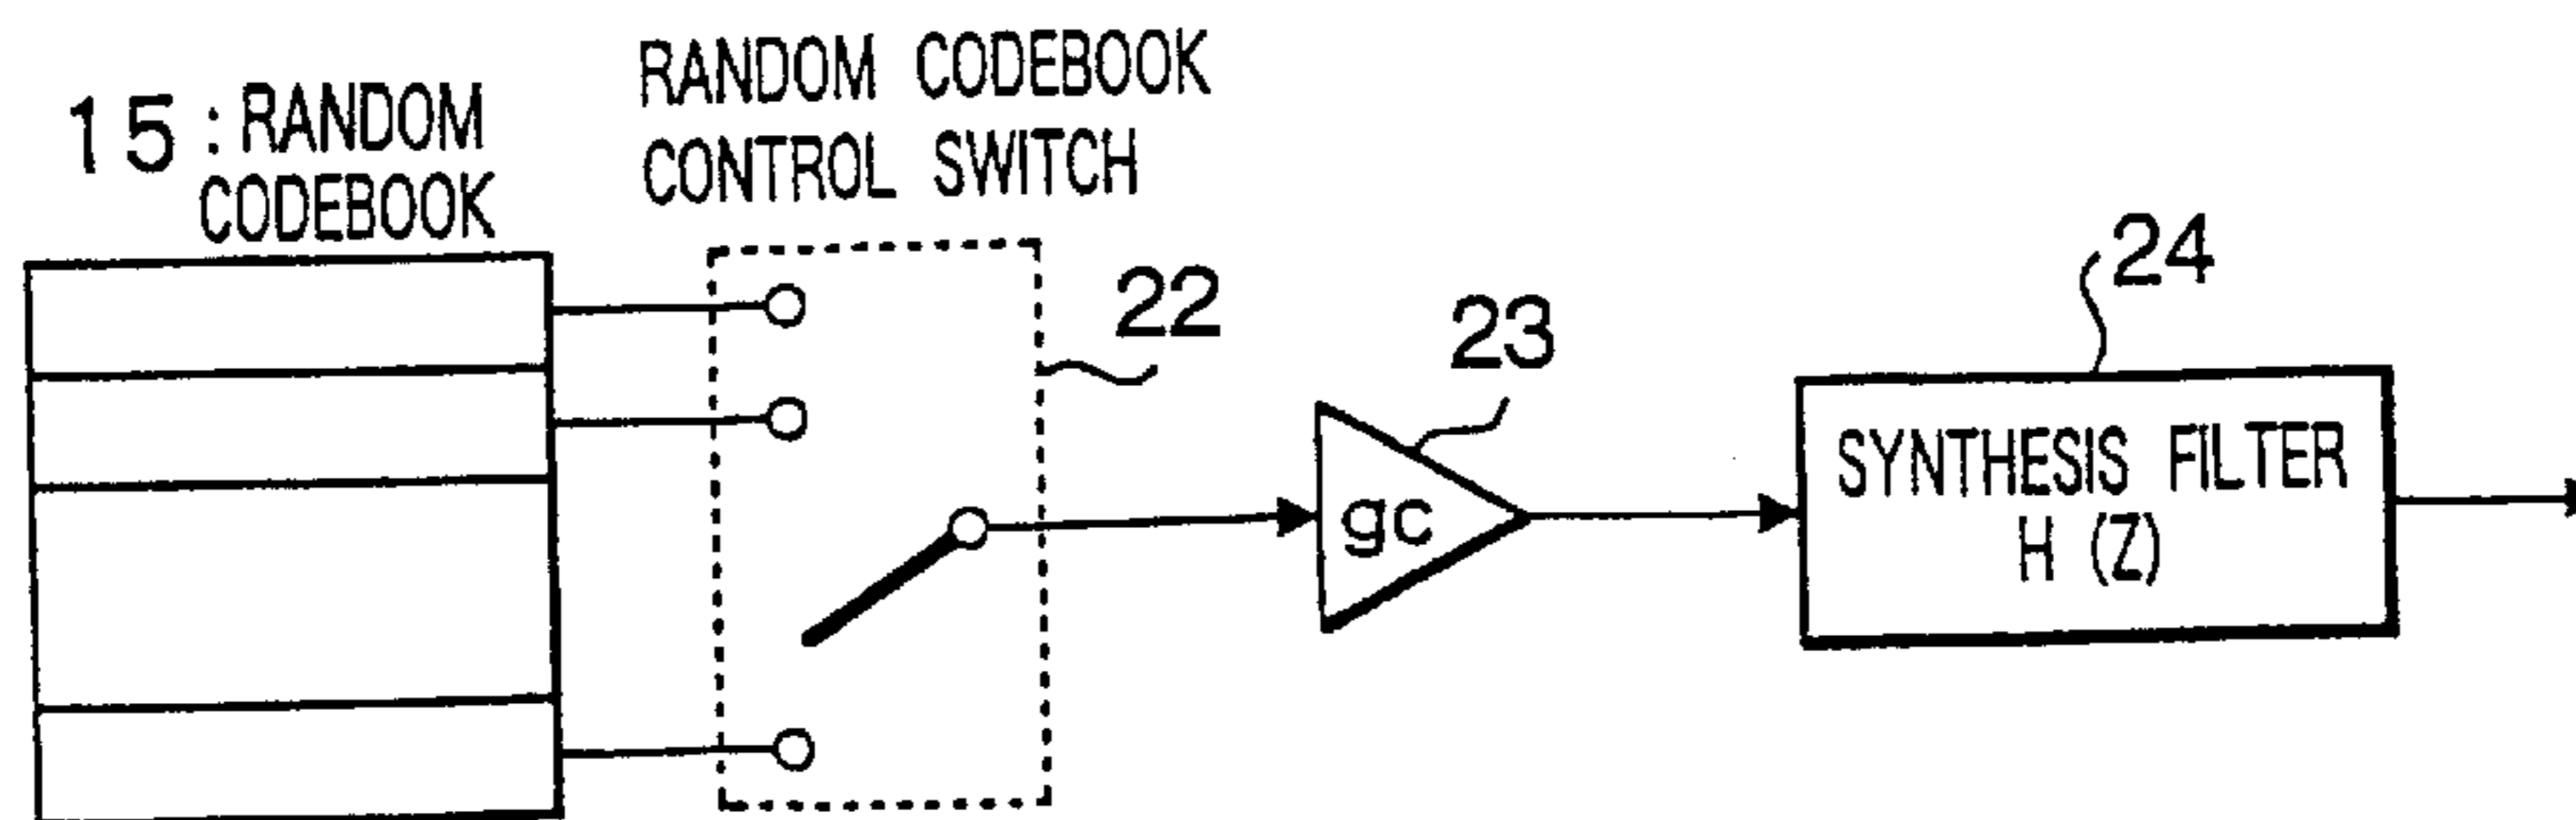 15 : RANDOM
CODEBOOK
RANDOM CODEBOOK
CONTROL SWITCH
22
23
24
gc
SYNTHESIS FILTER
H (Z)